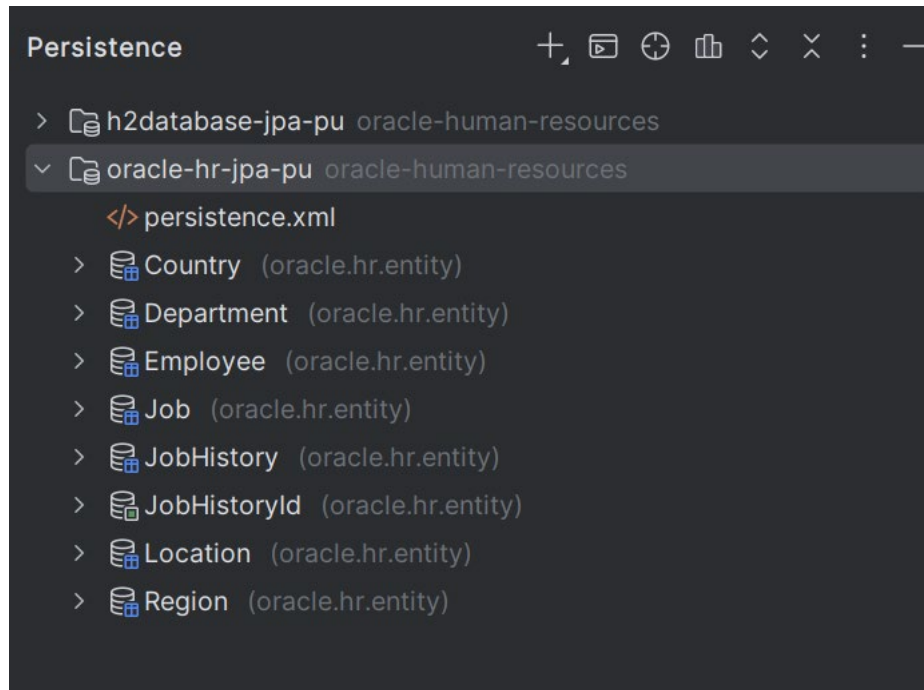 Persistence
h2database-jpa-pu oracle-human-resources
oracle-hr-jpa-pu oracle-human-resources
</> persistence.xml
Country (oracle.hr.entity)
Department (oracle.hr.entity)
Employee (oracle.hr.entity)
Job (oracle.hr.entity)
JobHistory (oracle.hr.entity)
JobHistoryId (oracle.hr.entity)
Location (oracle.hr.entity)
Region (oracle.hr.entity)